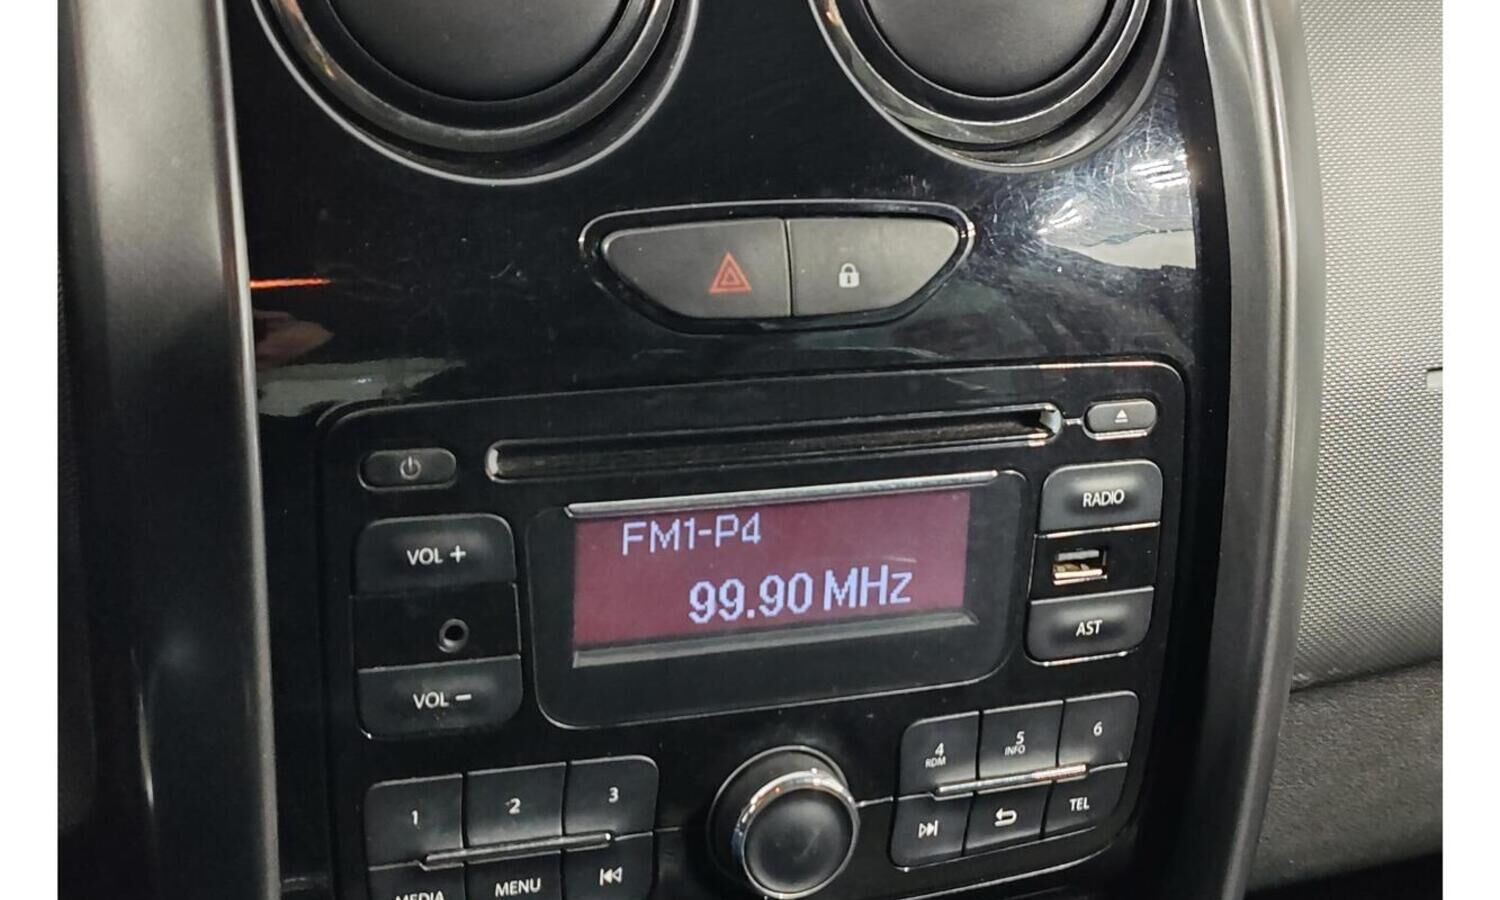 VOL +
VOL −
FM1-P4
99.90 MHz
RADIO
AST
1
2
3
MEDIA
MENU
4
RDM
5
INFO
6
TEL